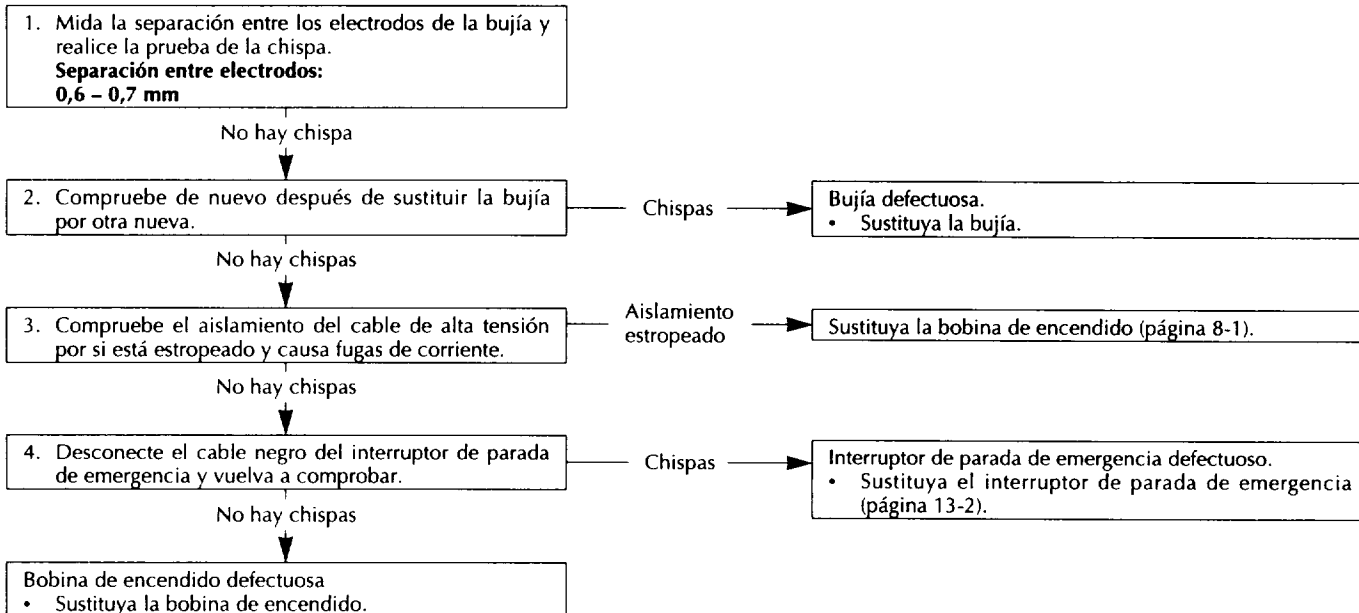 1. Mida la separación entre los electrodos de la bujía y
realice la prueba de la chispa.
Separación entre electrodos:
0,6 – 0,7 mm
No hay chispa
2. Compruebe de nuevo después de sustituir la bujía
por otra nueva.
Chispas
Bujía defectuosa.
• Sustituya la bujía.
No hay chispas
3. Compruebe el aislamiento del cable de alta tensión
por si está estropeado y causa fugas de corriente.
Aislamiento
estropeado
Sustituya la bobina de encendido (página 8-1).
No hay chispas
4. Desconecte el cable negro del interruptor de parada
de emergencia y vuelva a comprobar.
Chispas
Interruptor de parada de emergencia defectuoso.
• Sustituya el interruptor de parada de emergencia
(página 13-2).
No hay chispas
Bobina de encendido defectuosa
• Sustituya la bobina de encendido.